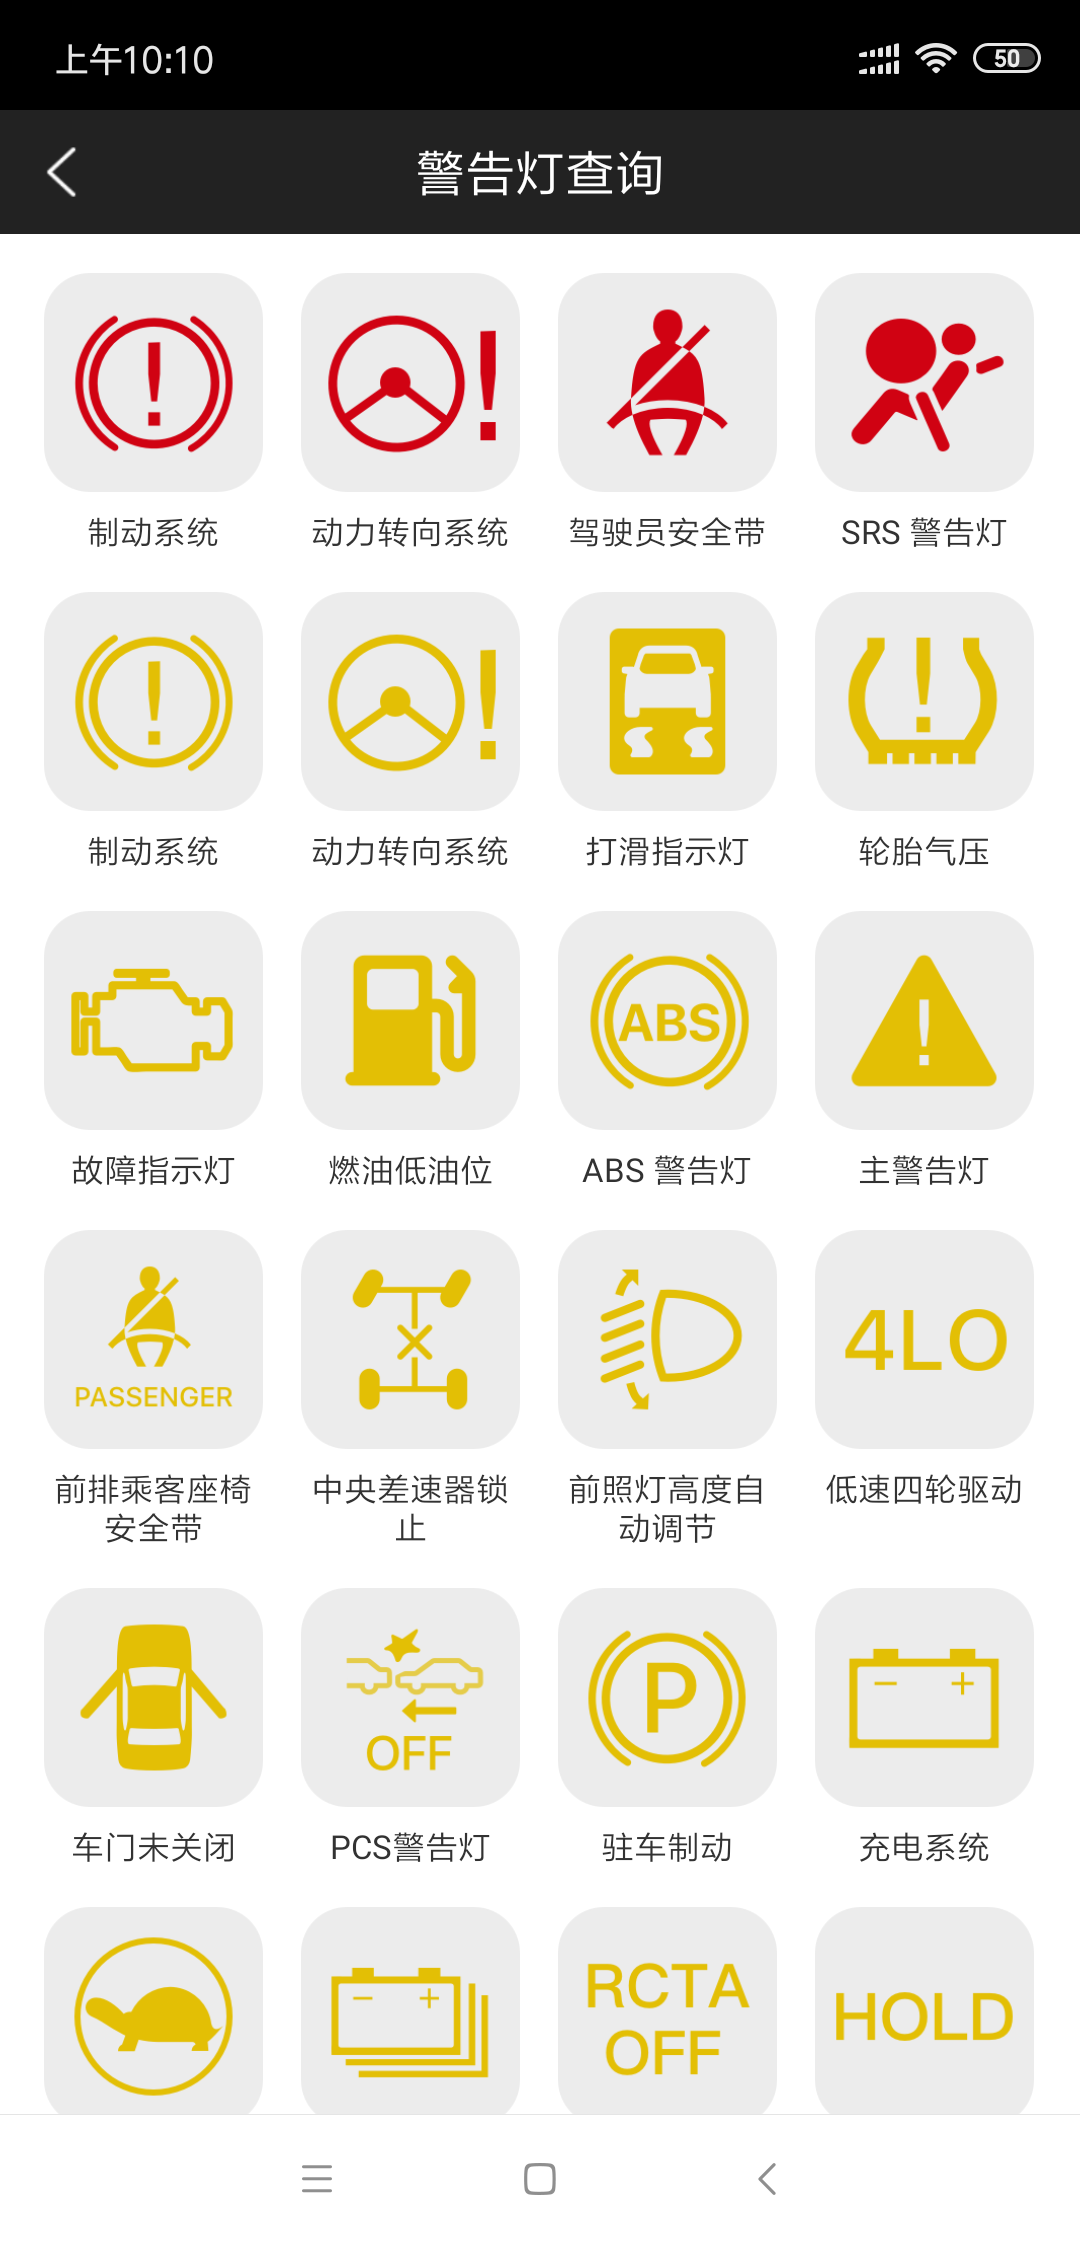 上午10:10
50
警告灯查询
制动系统
动力转向系统
驾驶员安全带
SRS 警告灯
制动系统
动力转向系统
打滑指示灯
轮胎气压
ABS
故障指示灯
燃油低油位
ABS 警告灯
主警告灯
PASSENGER
4LO
前排乘客座椅
安全带
中央差速器锁
止
前照灯高度自
动调节
低速四轮驱动
OFF
P
车门未关闭
PCS警告灯
驻车制动
充电系统
RCTA
OFF
HOLD